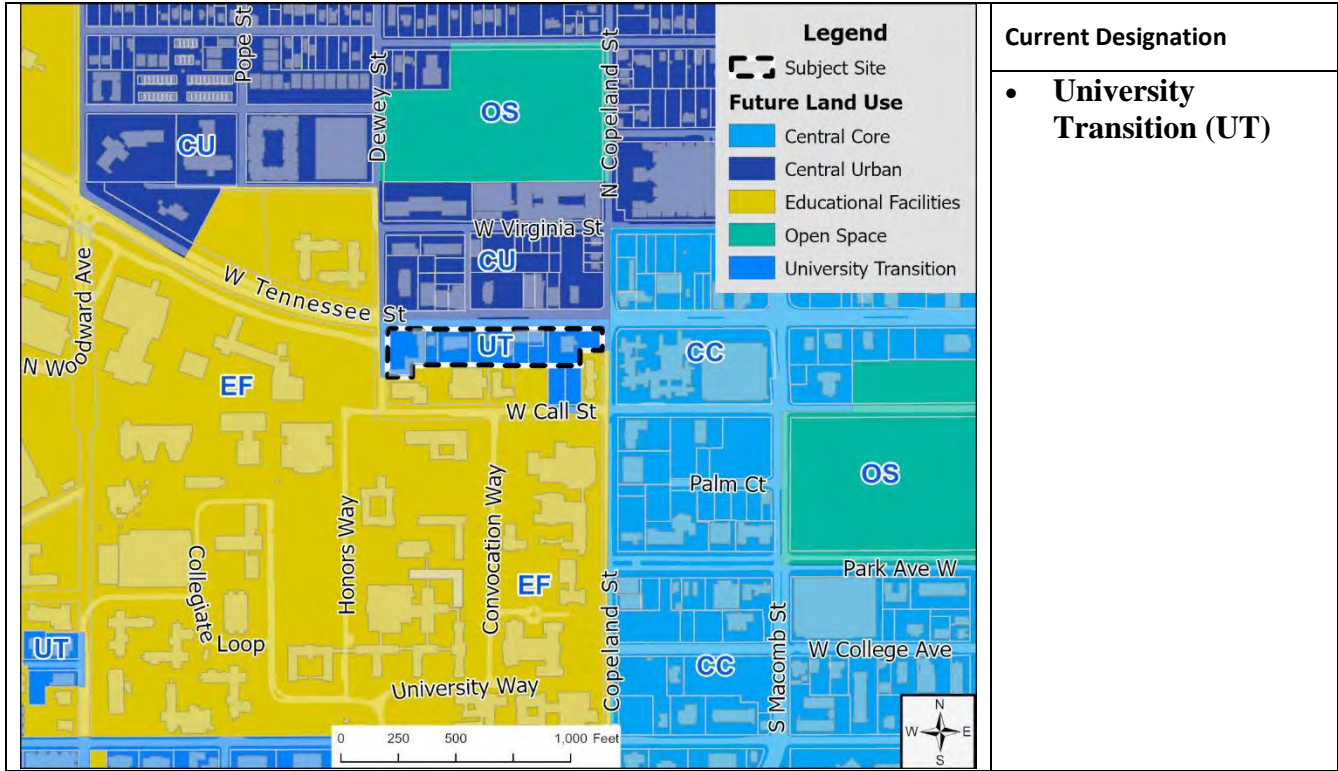 Pope St
Dewey St
N Copeland St
OS
CU
W Virginia St
CU
N Woodward Ave
W Tennessee St
UT
CC
EF
W Call St
Palm Ct
OS
Honors Way
Convocation Way
Collegiate
Loop
EF
Park Ave W
Copeland St
S Macomb St
CC
W College Ave
UT
University Way
0 250 500 1,000 Feet
N
W E
S
Legend
Subject Site
Future Land Use
Central Core
Central Urban
Educational Facilities
Open Space
University Transition
Current Designation
• University
Transition (UT)